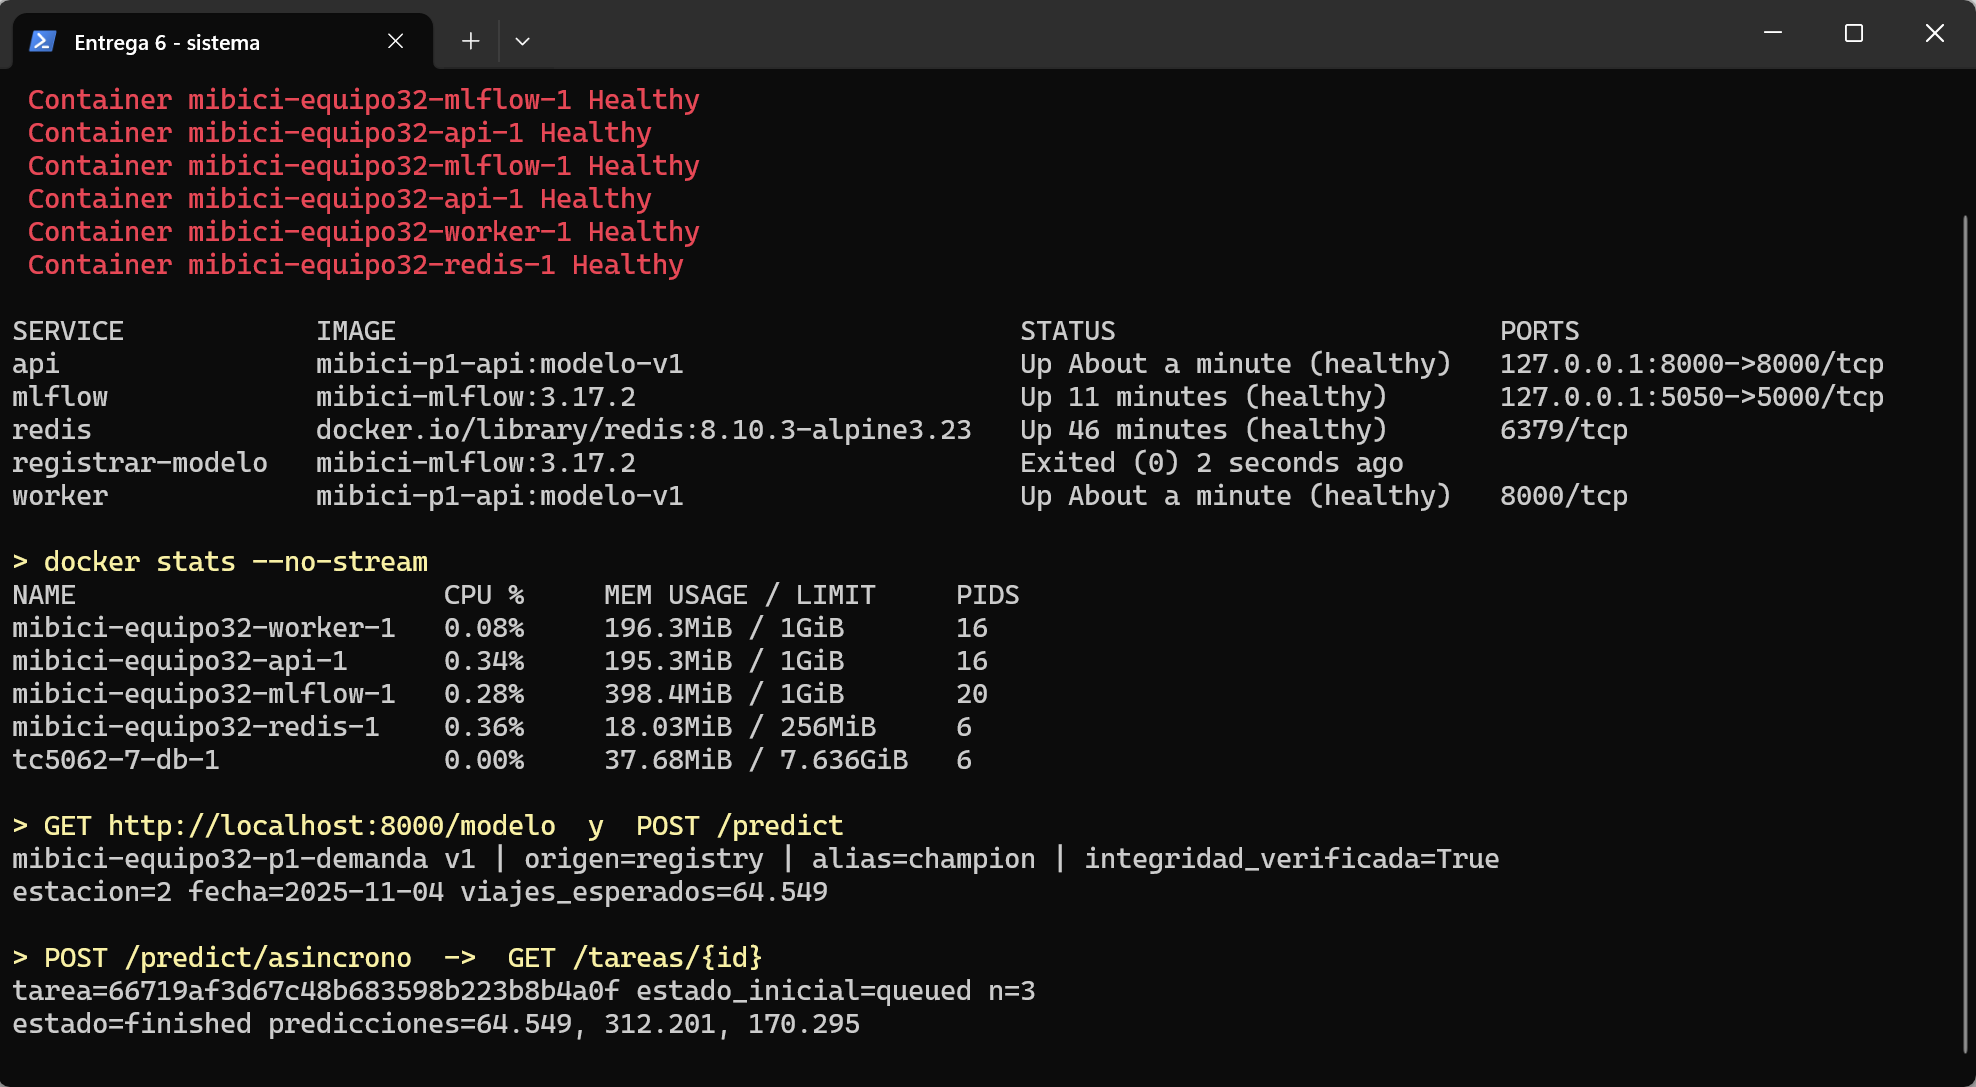 Entrega 6 - sistema
Container mibici-equipo32-mlflow-1 Healthy
Container mibici-equipo32-api-1 Healthy
Container mibici-equipo32-mlflow-1 Healthy
Container mibici-equipo32-api-1 Healthy
Container mibici-equipo32-worker-1 Healthy
Container mibici-equipo32-redis-1 Healthy
SERVICE IMAGE STATUS PORTS
api mibici-p1-api:modelo-v1 Up About a minute (healthy) 127.0.0.1:8000->8000/tcp
mlflow mibici-mlflow:3.17.2 Up 11 minutes (healthy) 127.0.0.1:5050->5000/tcp
redis docker.io/library/redis:8.10.3-alpine3.23 Up 46 minutes (healthy) 6379/tcp
registrar-modelo mibici-mlflow:3.17.2 Exited (0) 2 seconds ago
worker mibici-p1-api:modelo-v1 Up About a minute (healthy) 8000/tcp
> docker stats --no-stream
NAME CPU % MEM USAGE / LIMIT PIDS
mibici-equipo32-worker-1 0.08% 196.3MiB / 1GiB 16
mibici-equipo32-api-1 0.34% 195.3MiB / 1GiB 16
mibici-equipo32-mlflow-1 0.28% 398.4MiB / 1GiB 20
mibici-equipo32-redis-1 0.36% 18.03MiB / 256MiB 6
tc5062-7-db-1 0.00% 37.68MiB / 7.636GiB 6
> GET http://localhost:8000/modelo y POST /predict
mibici-equipo32-p1-demanda v1 | origen=registry | alias=champion | integridad_verificada=True
estacion=2 fecha=2025-11-04 viajes_esperados=64.549
> POST /predict/asincrono -> GET /tareas/{id}
tarea=66719af3d67c48b683598b223b8b4a0f estado_inicial=queued n=3
estado=finished predicciones=64.549, 312.201, 170.295